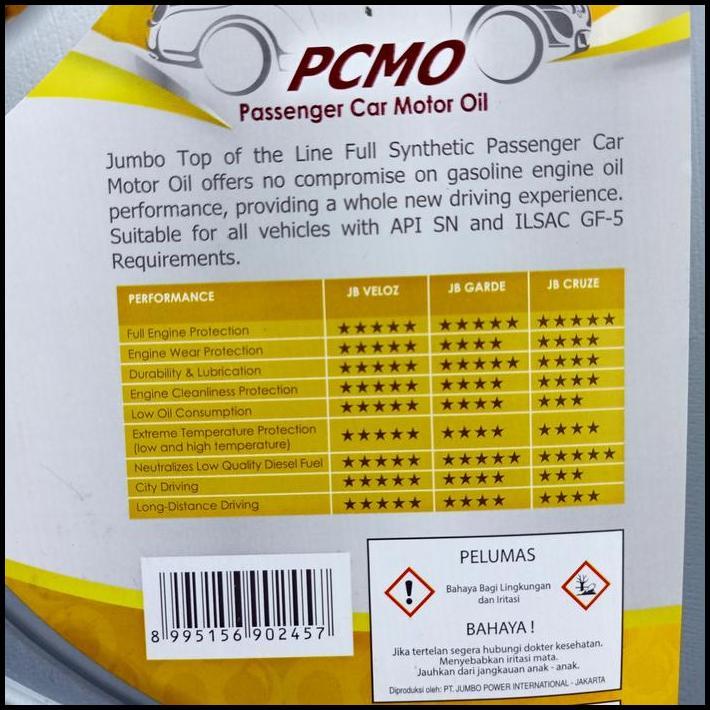 PCMO
Passenger Car Motor Oil
Jumbo Top of the Line Full Synthetic Passenger Car
Motor Oil offers no compromise on gasoline engine oil
performance, providing a whole new driving experience.
Suitable for all vehicles with API SN and ILSAC GF-5
Requirements.
PERFORMANCE JB VELOZ JB GARDE JB CRUZE
Full Engine Protection ★★★★★ ★★★★★ ★★★★★
Engine Wear Protection ★★★★★ ★★★★ ★★★★
Durability & Lubrication ★★★★★ ★★★★★ ★★★★
Engine Cleanliness Protection ★★★★★ ★★★★ ★★★★
Low Oil Consumption ★★★★★ ★★★★ ★★★
Extreme Temperature Protection
(low and high temperature) ★★★★★ ★★★★ ★★★★
Neutralizes Low Quality Diesel Fuel ★★★★★ ★★★★★ ★★★★★
City Driving ★★★★★ ★★★★ ★★★
Long-Distance Driving ★★★★★ ★★★★ ★★★★
8 995156 902457
PELUMAS
Bahaya Bagi Lingkungan
dan Iritasi
BAHAYA !
Jika tertelan segera hubungi dokter kesehatan.
Menyebabkan iritasi mata.
Jauhkan dari jangkauan anak - anak.
Diproduksi oleh: PT. JUMBO POWER INTERNATIONAL - JAKARTA